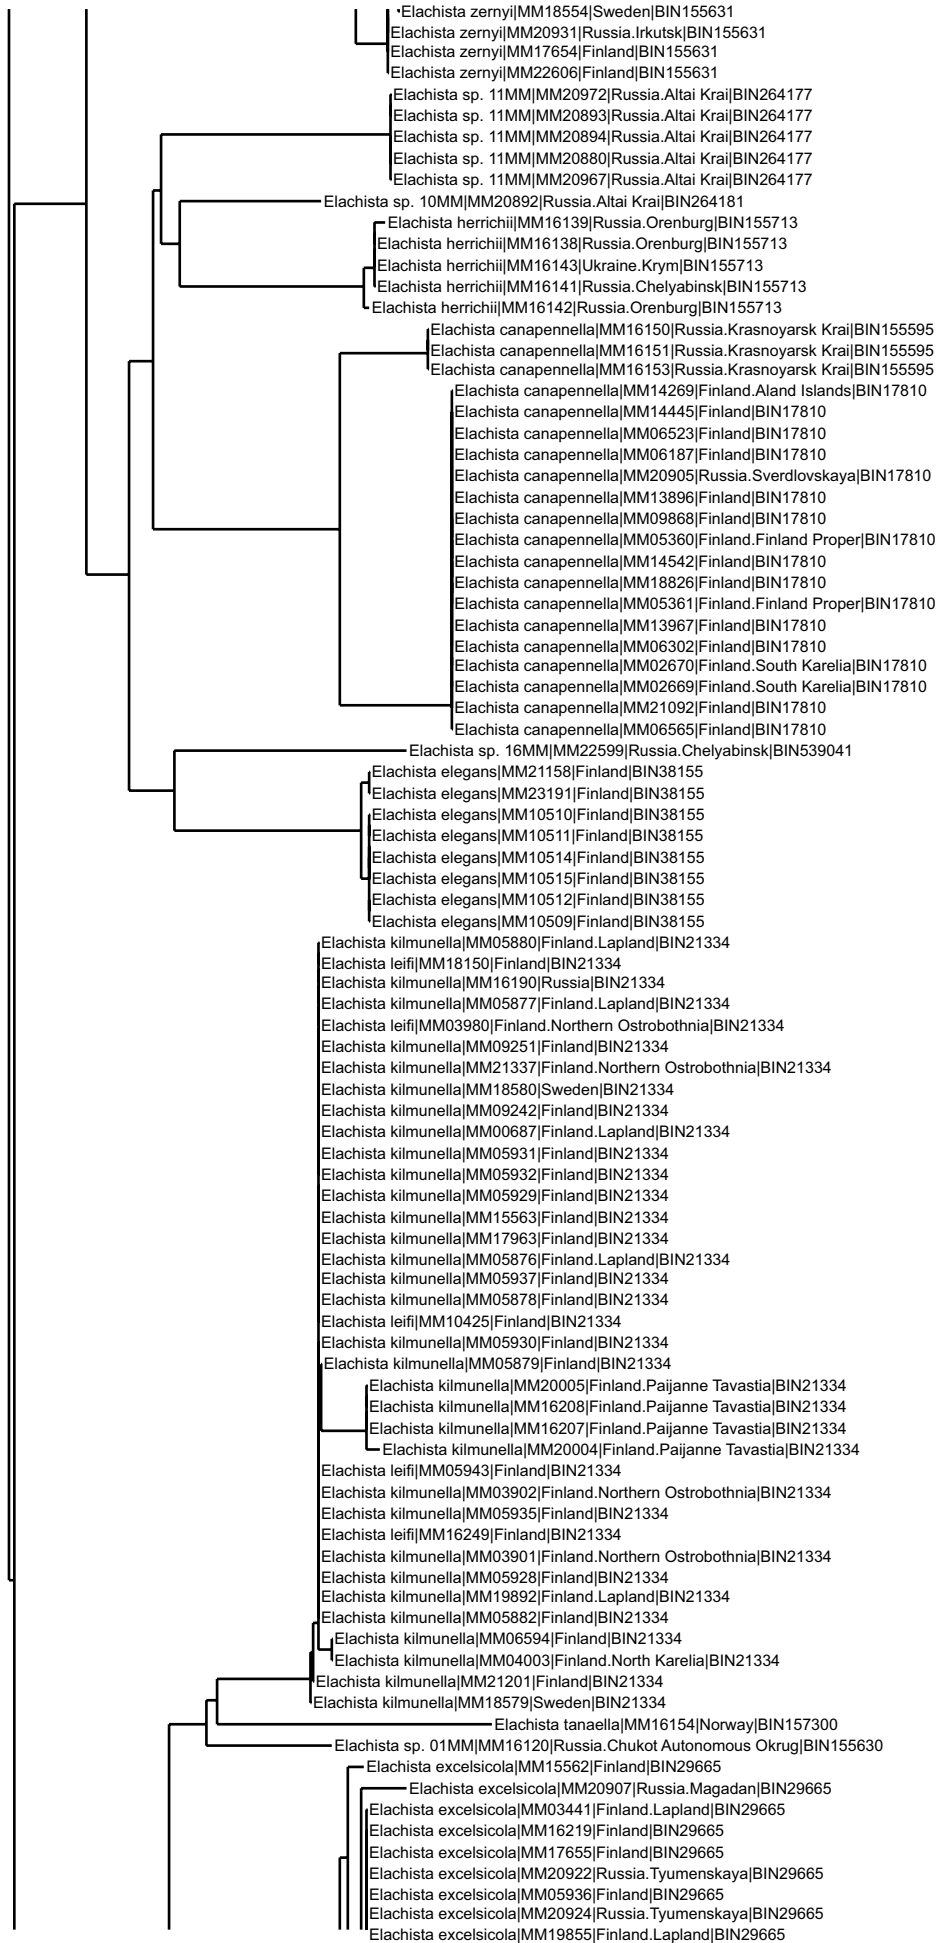 Elachista zernyi|MM18554|Sweden|BIN155631
Elachista zernyi|MM20931|Russia.Irkutsk|BIN155631
Elachista zernyi|MM17654|Finland|BIN155631
Elachista zernyi|MM22606|Finland|BIN155631
Elachista sp. 11MM|MM20972|Russia.Altai Krai|BIN264177
Elachista sp. 11MM|MM20893|Russia.Altai Krai|BIN264177
Elachista sp. 11MM|MM20894|Russia.Altai Krai|BIN264177
Elachista sp. 11MM|MM20880|Russia.Altai Krai|BIN264177
Elachista sp. 11MM|MM20967|Russia.Altai Krai|BIN264177
Elachista sp. 10MM|MM20892|Russia.Altai Krai|BIN264181
Elachista herrichii|MM16139|Russia.Orenburg|BIN155713
Elachista herrichii|MM16138|Russia.Orenburg|BIN155713
Elachista herrichii|MM16143|Ukraine.Krym|BIN155713
Elachista herrichii|MM16141|Russia.Chelyabinsk|BIN155713
Elachista herrichii|MM16142|Russia.Orenburg|BIN155713
Elachista canapennella|MM16150|Russia.Krasnoyarsk Krai|BIN155595
Elachista canapennella|MM16151|Russia.Krasnoyarsk Krai|BIN155595
Elachista canapennella|MM16153|Russia.Krasnoyarsk Krai|BIN155595
Elachista canapennella|MM14269|Finland.Aland Islands|BIN17810
Elachista canapennella|MM14445|Finland|BIN17810
Elachista canapennella|MM06523|Finland|BIN17810
Elachista canapennella|MM06187|Finland|BIN17810
Elachista canapennella|MM20905|Russia.Sverdlovskaya|BIN17810
Elachista canapennella|MM13896|Finland|BIN17810
Elachista canapennella|MM09868|Finland|BIN17810
Elachista canapennella|MM05360|Finland.Finland Proper|BIN17810
Elachista canapennella|MM14542|Finland|BIN17810
Elachista canapennella|MM18826|Finland|BIN17810
Elachista canapennella|MM05361|Finland.Finland Proper|BIN17810
Elachista canapennella|MM13967|Finland|BIN17810
Elachista canapennella|MM06302|Finland|BIN17810
Elachista canapennella|MM02670|Finland.South Karelia|BIN17810
Elachista canapennella|MM02669|Finland.South Karelia|BIN17810
Elachista canapennella|MM21092|Finland|BIN17810
Elachista canapennella|MM06565|Finland|BIN17810
Elachista sp. 16MM|MM22599|Russia.Chelyabinsk|BIN539041
Elachista elegans|MM21158|Finland|BIN38155
Elachista elegans|MM23191|Finland|BIN38155
Elachista elegans|MM10510|Finland|BIN38155
Elachista elegans|MM10511|Finland|BIN38155
Elachista elegans|MM10514|Finland|BIN38155
Elachista elegans|MM10515|Finland|BIN38155
Elachista elegans|MM10512|Finland|BIN38155
Elachista elegans|MM10509|Finland|BIN38155
Elachista kilmunella|MM05880|Finland.Lapland|BIN21334
Elachista leifi|MM18150|Finland|BIN21334
Elachista kilmunella|MM16190|Russia|BIN21334
Elachista kilmunella|MM05877|Finland.Lapland|BIN21334
Elachista leifi|MM03980|Finland.Northern Ostrobothnia|BIN21334
Elachista kilmunella|MM09251|Finland|BIN21334
Elachista kilmunella|MM21337|Finland.Northern Ostrobothnia|BIN21334
Elachista kilmunella|MM18580|Sweden|BIN21334
Elachista kilmunella|MM09242|Finland|BIN21334
Elachista kilmunella|MM00687|Finland.Lapland|BIN21334
Elachista kilmunella|MM05931|Finland|BIN21334
Elachista kilmunella|MM05932|Finland|BIN21334
Elachista kilmunella|MM05929|Finland|BIN21334
Elachista kilmunella|MM15563|Finland|BIN21334
Elachista kilmunella|MM17963|Finland|BIN21334
Elachista kilmunella|MM05876|Finland.Lapland|BIN21334
Elachista kilmunella|MM05937|Finland|BIN21334
Elachista kilmunella|MM05878|Finland|BIN21334
Elachista leifi|MM10425|Finland|BIN21334
Elachista kilmunella|MM05930|Finland|BIN21334
Elachista kilmunella|MM05879|Finland|BIN21334
Elachista kilmunella|MM20005|Finland.Paijanne Tavastia|BIN21334
Elachista kilmunella|MM16208|Finland.Paijanne Tavastia|BIN21334
Elachista kilmunella|MM16207|Finland.Paijanne Tavastia|BIN21334
Elachista kilmunella|MM20004|Finland.Paijanne Tavastia|BIN21334
Elachista leifi|MM05943|Finland|BIN21334
Elachista kilmunella|MM03902|Finland.Northern Ostrobothnia|BIN21334
Elachista kilmunella|MM05935|Finland|BIN21334
Elachista leifi|MM16249|Finland|BIN21334
Elachista kilmunella|MM03901|Finland.Northern Ostrobothnia|BIN21334
Elachista kilmunella|MM05928|Finland|BIN21334
Elachista kilmunella|MM19892|Finland.Lapland|BIN21334
Elachista kilmunella|MM05882|Finland|BIN21334
Elachista kilmunella|MM06594|Finland|BIN21334
Elachista kilmunella|MM04003|Finland.North Karelia|BIN21334
Elachista kilmunella|MM21201|Finland|BIN21334
Elachista kilmunella|MM18579|Sweden|BIN21334
Elachista tanaella|MM16154|Norway|BIN157300
Elachista sp. 01MM|MM16120|Russia.Chukot Autonomous Okrug|BIN155630
Elachista excelsicola|MM15562|Finland|BIN29665
Elachista excelsicola|MM20907|Russia.Magadan|BIN29665
Elachista excelsicola|MM03441|Finland.Lapland|BIN29665
Elachista excelsicola|MM16219|Finland|BIN29665
Elachista excelsicola|MM17655|Finland|BIN29665
Elachista excelsicola|MM20922|Russia.Tyumenskaya|BIN29665
Elachista excelsicola|MM05936|Finland|BIN29665
Elachista excelsicola|MM20924|Russia.Tyumenskaya|BIN29665
Elachista excelsicola|MM19855|Finland.Lapland|BIN29665